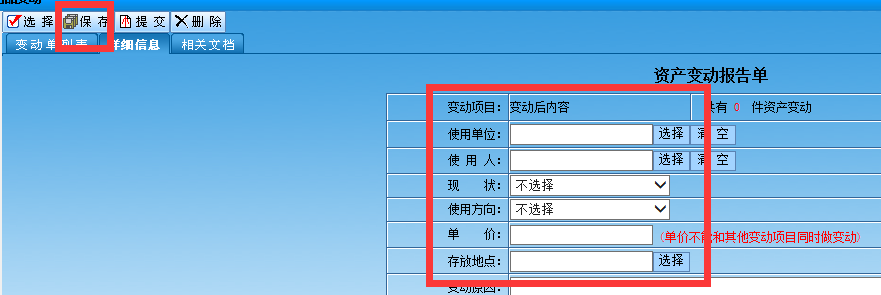 选 择 保 存 提 交 删 除
变动单列表 详细信息 相关文档
资产变动报告单
变动项目： 变动后内容 共有 0 件资产变动
使用单位： 选择 清 空
使 用 人： 选择 清 空
现 状： 不选择
使用方向： 不选择
单 价： (单价不能和其他变动项目同时做变动)
存放地点： 选择
变动原因：